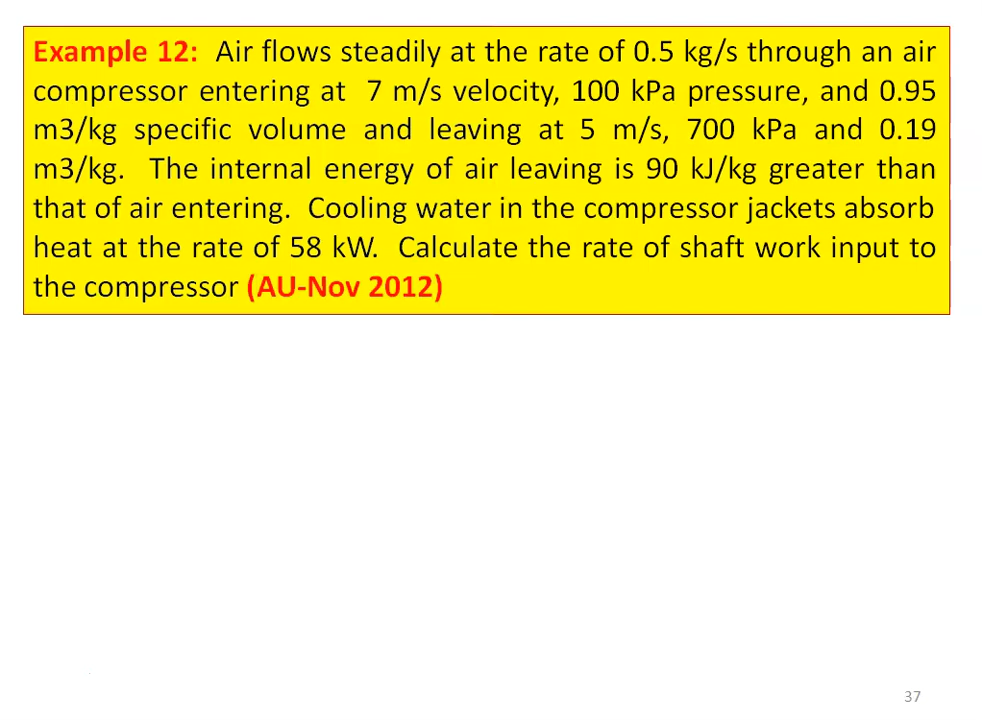 Example 12: Air flows steadily at the rate of 0.5 kg/s through an air
compressor entering at 7 m/s velocity, 100 kPa pressure, and 0.95
m3/kg specific volume and leaving at 5 m/s, 700 kPa and 0.19
m3/kg. The internal energy of air leaving is 90 kJ/kg greater than
that of air entering. Cooling water in the compressor jackets absorb
heat at the rate of 58 kW. Calculate the rate of shaft work input to
the compressor (AU-Nov 2012)
37